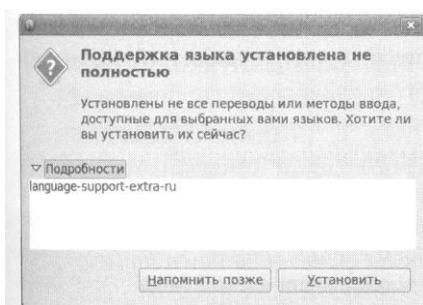 Поддержка языка установлена не
полностью
Установлены не все переводы или методы ввода,
доступные для выбранных вами языков. Хотите ли
вы установить их сейчас?
Подробности
language-support-extra-ru
Напомнить позже
Установить